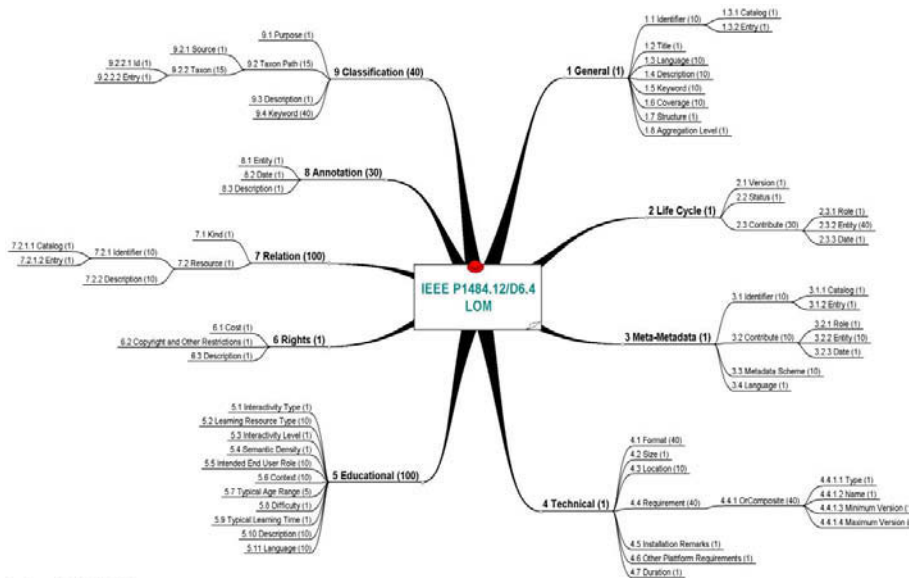 IEEE P1484.12/D6.4
LOM
1 General (1)
1.1 Identifier (10)
1.3.1 Catalog (1)
1.3.2 Entry (1)
1.2 Title (1)
1.3 Language (10)
1.4 Description (10)
1.5 Keyword (10)
1.6 Coverage (10)
1.7 Structure (1)
1.8 Aggregation Level (1)
2 Life Cycle (1)
2.1 Version (1)
2.2 Status (1)
2.3 Contribute (30)
2.3.1 Role (1)
2.3.2 Entity (40)
2.3.3 Date (1)
3 Meta-Metadata (1)
3.1 Identifier (10)
3.1.1 Catalog (1)
3.1.2 Entry (1)
3.2 Contribute (10)
3.2.1 Role (1)
3.2.2 Entity (10)
3.2.3 Date (1)
3.3 Metadata Scheme (10)
3.4 Language (1)
4 Technical (1)
4.1 Format (40)
4.2 Size (1)
4.3 Location (10)
4.4 Requirement (40)
4.4.1 OrComposite (40)
4.4.1.1 Type (1)
4.4.1.2 Name (1)
4.4.1.3 Minimum Version (1
4.4.1.4 Maximum Version (
4.5 Installation Remarks (1)
4.6 Other Plattform Requirements (1)
4.7 Duration (1)
5 Educational (100)
5.1 Interactivity Type (1)
5.2 Learning Resource Type (10)
5.3 Interactivity Level (1)
5.4 Semantic Density (1)
5.5 Intended End User Role (10)
5.6 Context (10)
5.7 Typical Age Range (5)
5.8 Difficulty (1)
5.9 Typical Learning Time (1)
5.10 Description (10)
5.11 Language (10)
6 Rights (1)
6.1 Cost (1)
6.2 Copyright and Other Restrictions (1)
6.3 Description (1)
7 Relation (100)
7.1 Kind (1)
7.2 Resource (1)
7.2.1 Identifier (10)
7.2.1.1 Catalog (1)
7.2.1.2 Entry (1)
7.2.2 Description (10)
8 Annotation (30)
8.1 Entity (1)
8.2 Date (1)
8.3 Description (1)
9 Classification (40)
9.1 Purpose (1)
9.2 Taxon Path (15)
9.2.1 Source (1)
9.2.2 Taxon (15)
9.2.2.1 Id (1)
9.2.2.2 Entry (1)
9.3 Description (1)
9.4 Keyword (40)